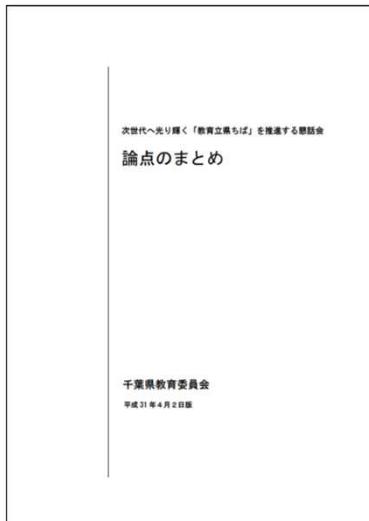 次世代へ光り輝く「教育立県ちば」を推進する懇話会
論点のまとめ
千葉県教育委員会
平成31年4月2日版